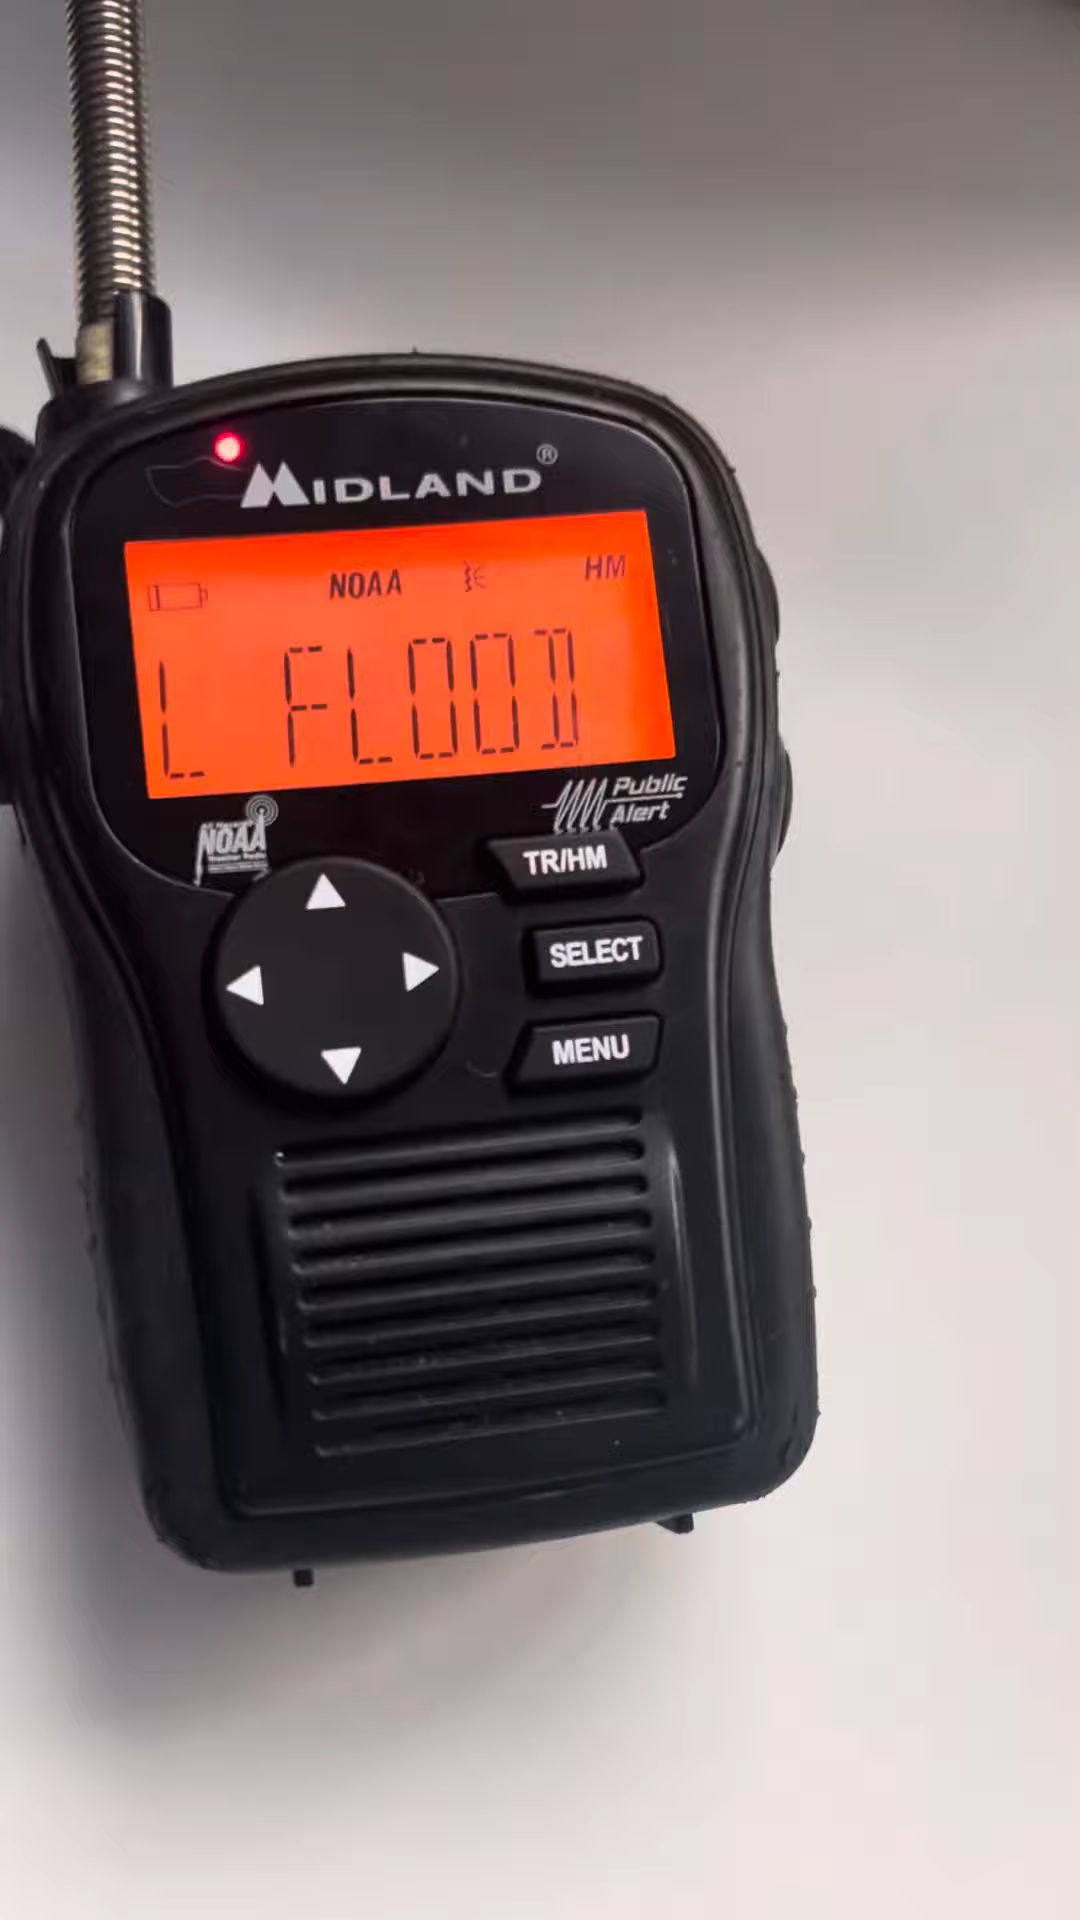 MIDLAND®
NOAA HM
L FLOOD
Public
Alert
NOAA
TR/HM
SELECT
MENU